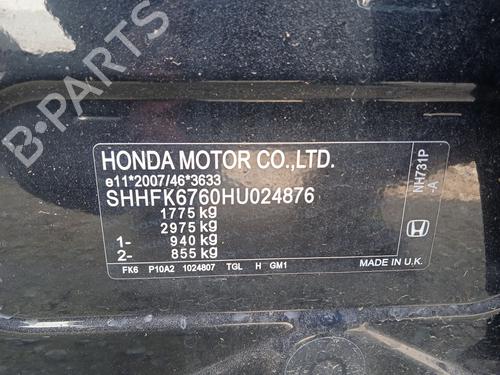 B-PARTS
HONDA MOTOR CO.,LTD.
e11*2007/46*3633
SHHFK6760HU024876
1775 kg
2975 kg
1- 940 kg
2- 855 kg
FK6 P10A2 1024807 TGL H GM1
MADE IN U.K.
NH731P
-A